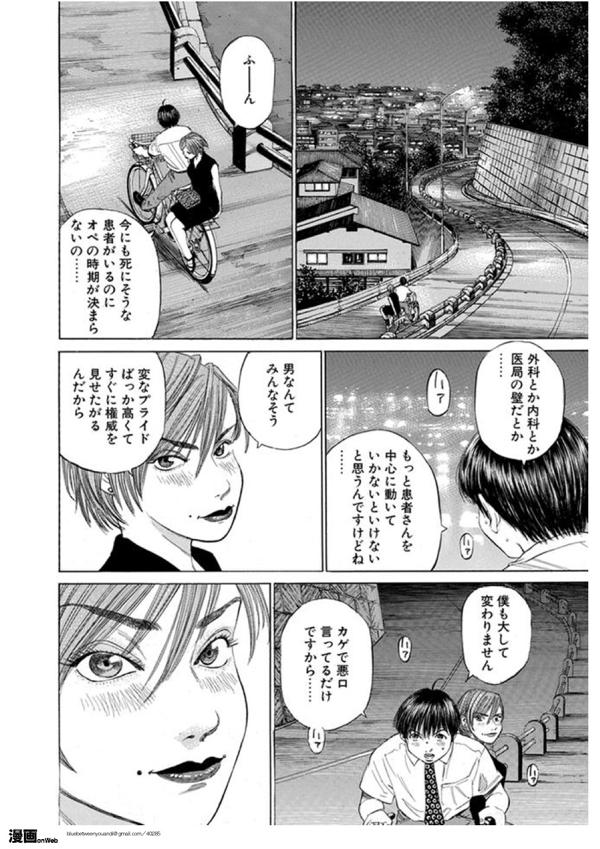 ふーん
今にも死にそうな
患者がいるのに
オペの時期が決まら
ないの……
外科とか内科とか
医局の壁だとか
……
ハァ
もっと患者さんを
中心に動いて
いかないといけない
と思うんですけどね
…
ハァ
男なんて
みんなそう
変なプライド
ばっか高くて
すぐに権威を
見せたがる
んだから
僕も大して
変わりません
ハァ
ハァ
カゲで悪口
言ってるだけ
ですから……
ハァ
漫画onWeb
bluebetweenyouandi@gmail.com/40285